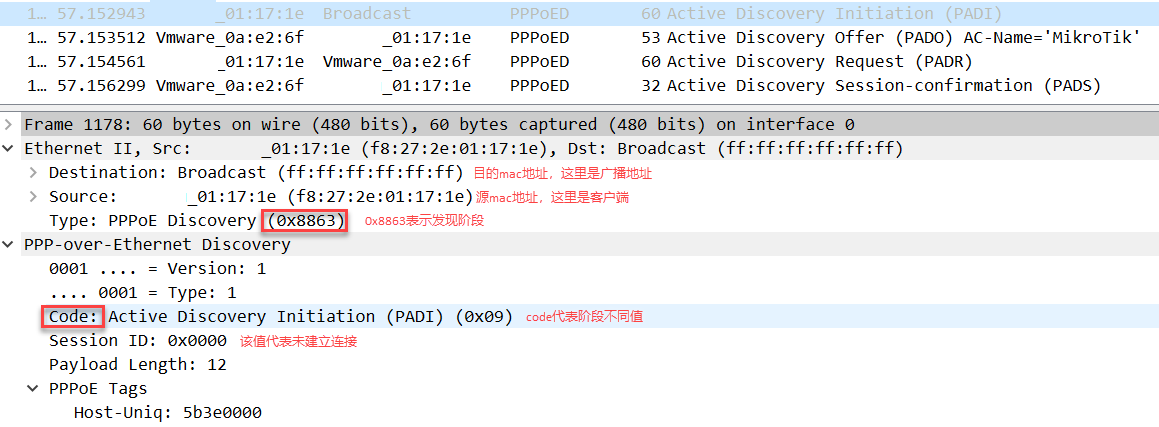 1… 57.152943 _01:17:1e Broadcast PPPoED 60 Active Discovery Initiation (PADI)
1… 57.153512 Vmware_0a:e2:6f _01:17:1e PPPoED 53 Active Discovery Offer (PADO) AC-Name='MikroTik'
1… 57.154561 _01:17:1e Vmware_0a:e2:6f PPPoED 60 Active Discovery Request (PADR)
1… 57.156299 Vmware_0a:e2:6f _01:17:1e PPPoED 32 Active Discovery Session-confirmation (PADS)
Frame 1178: 60 bytes on wire (480 bits), 60 bytes captured (480 bits) on interface 0
Ethernet II, Src: _01:17:1e (f8:27:2e:01:17:1e), Dst: Broadcast (ff:ff:ff:ff:ff:ff)
Destination: Broadcast (ff:ff:ff:ff:ff:ff) 目的mac地址，这里是广播地址
Source: _01:17:1e (f8:27:2e:01:17:1e) 源mac地址，这里是客户端
Type: PPPoE Discovery (0x8863) 0x8863表示发现阶段
PPP-over-Ethernet Discovery
0001 .... = Version: 1
.... 0001 = Type: 1
Code: Active Discovery Initiation (PADI) (0x09) code代表阶段不同值
Session ID: 0x0000 该值代表未建立连接
Payload Length: 12
PPPoE Tags
Host-Uniq: 5b3e0000